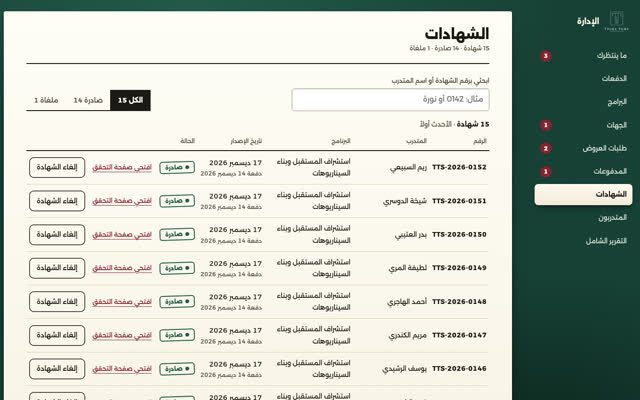 الإدارة
ما ينتظرك 3
الدفعات
البرامج
الجهات 1
طلبات العروض 2
المدفوعات 1
الشهادات
المتدربون
التقرير الشامل
الشهادات
15 شهادة · 14 صادرة · 1 ملغاة
ابحثي برقم الشهادة أو اسم المتدرب
مثال: 0142 أو نورة
الكل 15 صادرة 14 ملغاة 1
15 شهادة · الأحدث أولاً
الرقم المتدرب البرنامج تاريخ الإصدار الحالة
TTS-2026-0152 ريم السبيعي استشراف المستقبل وبناء السيناريوهات 17 ديسمبر 2026 دفعة 14 ديسمبر 2026 صادرة افتحي صفحة التحقق إلغاء الشهادة
TTS-2026-0151 شيخة الدوسري استشراف المستقبل وبناء السيناريوهات 17 ديسمبر 2026 دفعة 14 ديسمبر 2026 صادرة افتحي صفحة التحقق إلغاء الشهادة
TTS-2026-0150 بدر العتيبي استشراف المستقبل وبناء السيناريوهات 17 ديسمبر 2026 دفعة 14 ديسمبر 2026 صادرة افتحي صفحة التحقق إلغاء الشهادة
TTS-2026-0149 لطيفة المري استشراف المستقبل وبناء السيناريوهات 17 ديسمبر 2026 دفعة 14 ديسمبر 2026 صادرة افتحي صفحة التحقق إلغاء الشهادة
TTS-2026-0148 أحمد الهاجري استشراف المستقبل وبناء السيناريوهات 17 ديسمبر 2026 دفعة 14 ديسمبر 2026 صادرة افتحي صفحة التحقق إلغاء الشهادة
TTS-2026-0147 مريم الكندري استشراف المستقبل وبناء السيناريوهات 17 ديسمبر 2026 دفعة 14 ديسمبر 2026 صادرة افتحي صفحة التحقق إلغاء الشهادة
TTS-2026-0146 يوسف الرشيدي استشراف المستقبل وبناء السيناريوهات 17 ديسمبر 2026 دفعة 14 ديسمبر 2026 صادرة افتحي صفحة التحقق إلغاء الشهادة